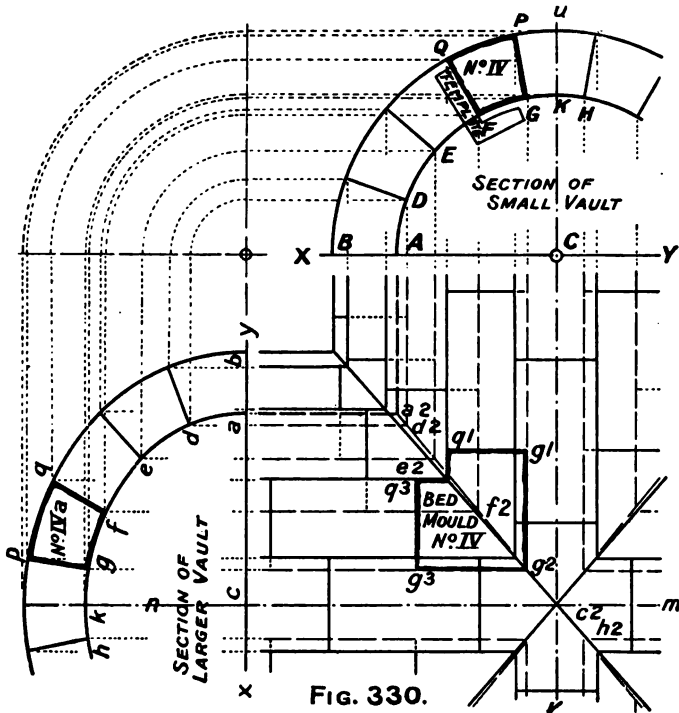 u
P
Q
Nº IV
TEMPLATE
F
G
K
H
E
D
SECTION OF
SMALL VAULT
X
B
A
C
Y
y
b
a
d
e
q
f
Nº IVa
p
g
k
h
n
c
SECTION OF
LARGER VAULT
x
a2
d2
q1
g1
e2
q3
f2
BED
MOULD
Nº IV
g3
g2
m
c2
h2
FIG. 330.